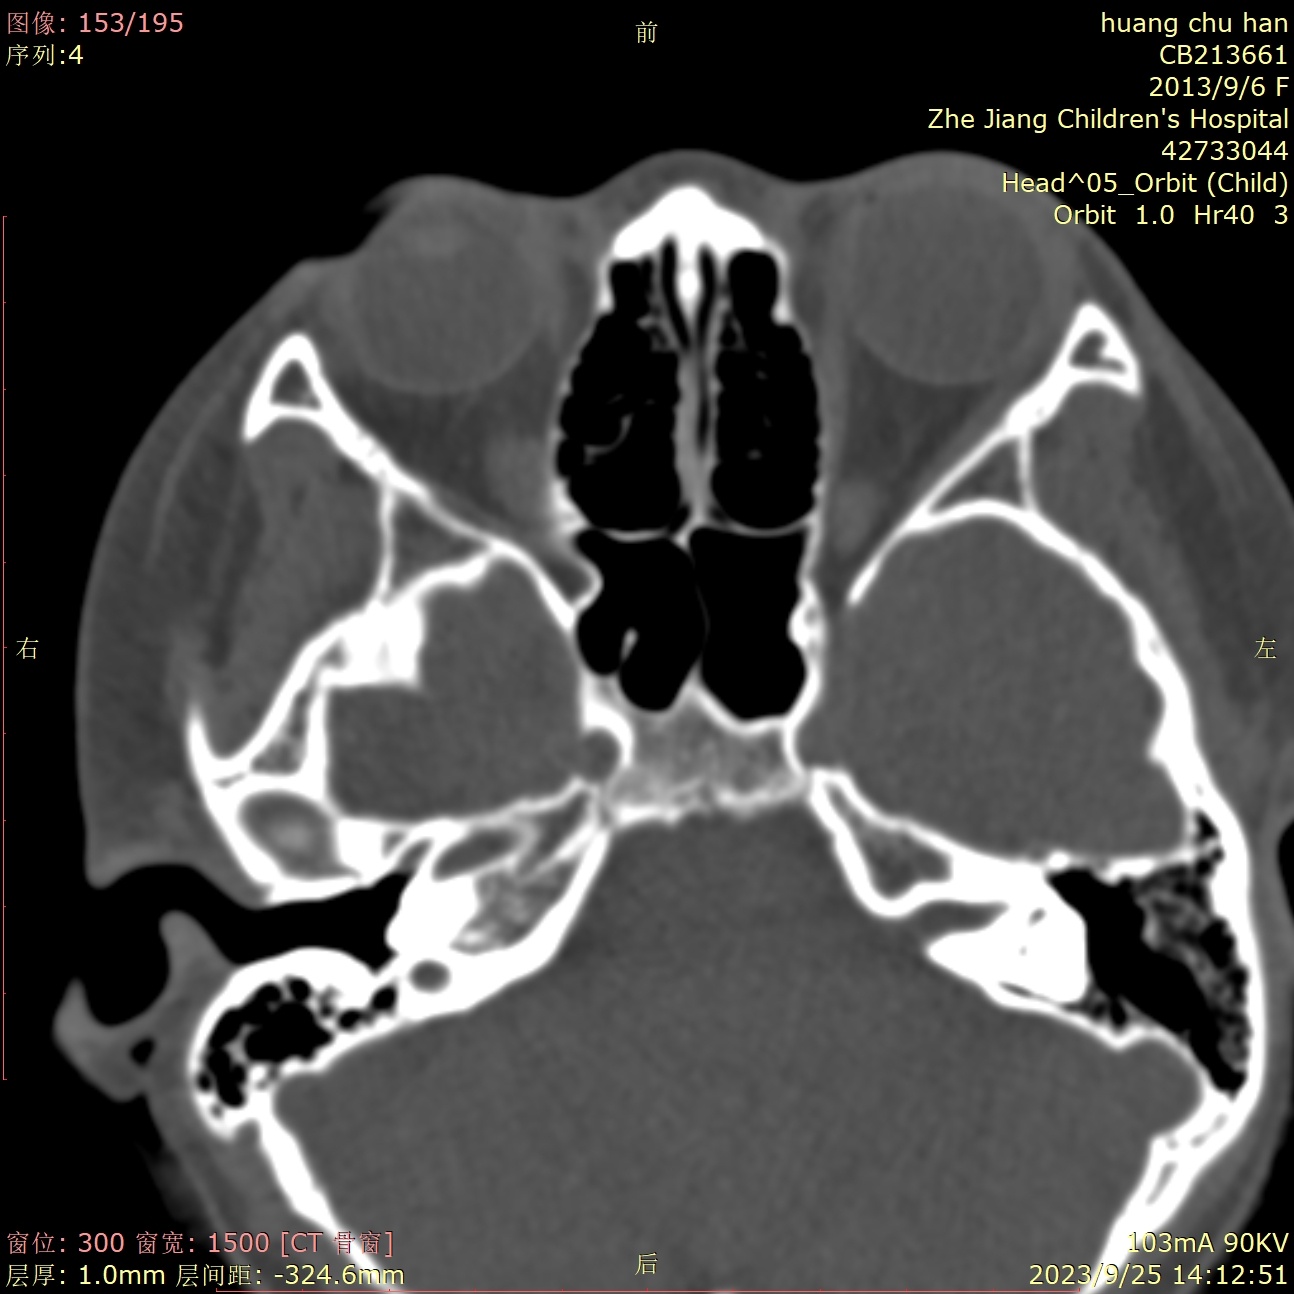 图像: 153/195
序列:4
前
huang chu han
CB213661
2013/9/6 F
Zhe Jiang Children's Hospital
42733044
Head^05_Orbit (Child)
Orbit 1.0 Hr40 3
右
左
窗位: 300 窗宽: 1500 [CT 骨窗]
层厚: 1.0mm 层间距: -324.6mm
后
103mA 90KV
2023/9/25 14:12:51